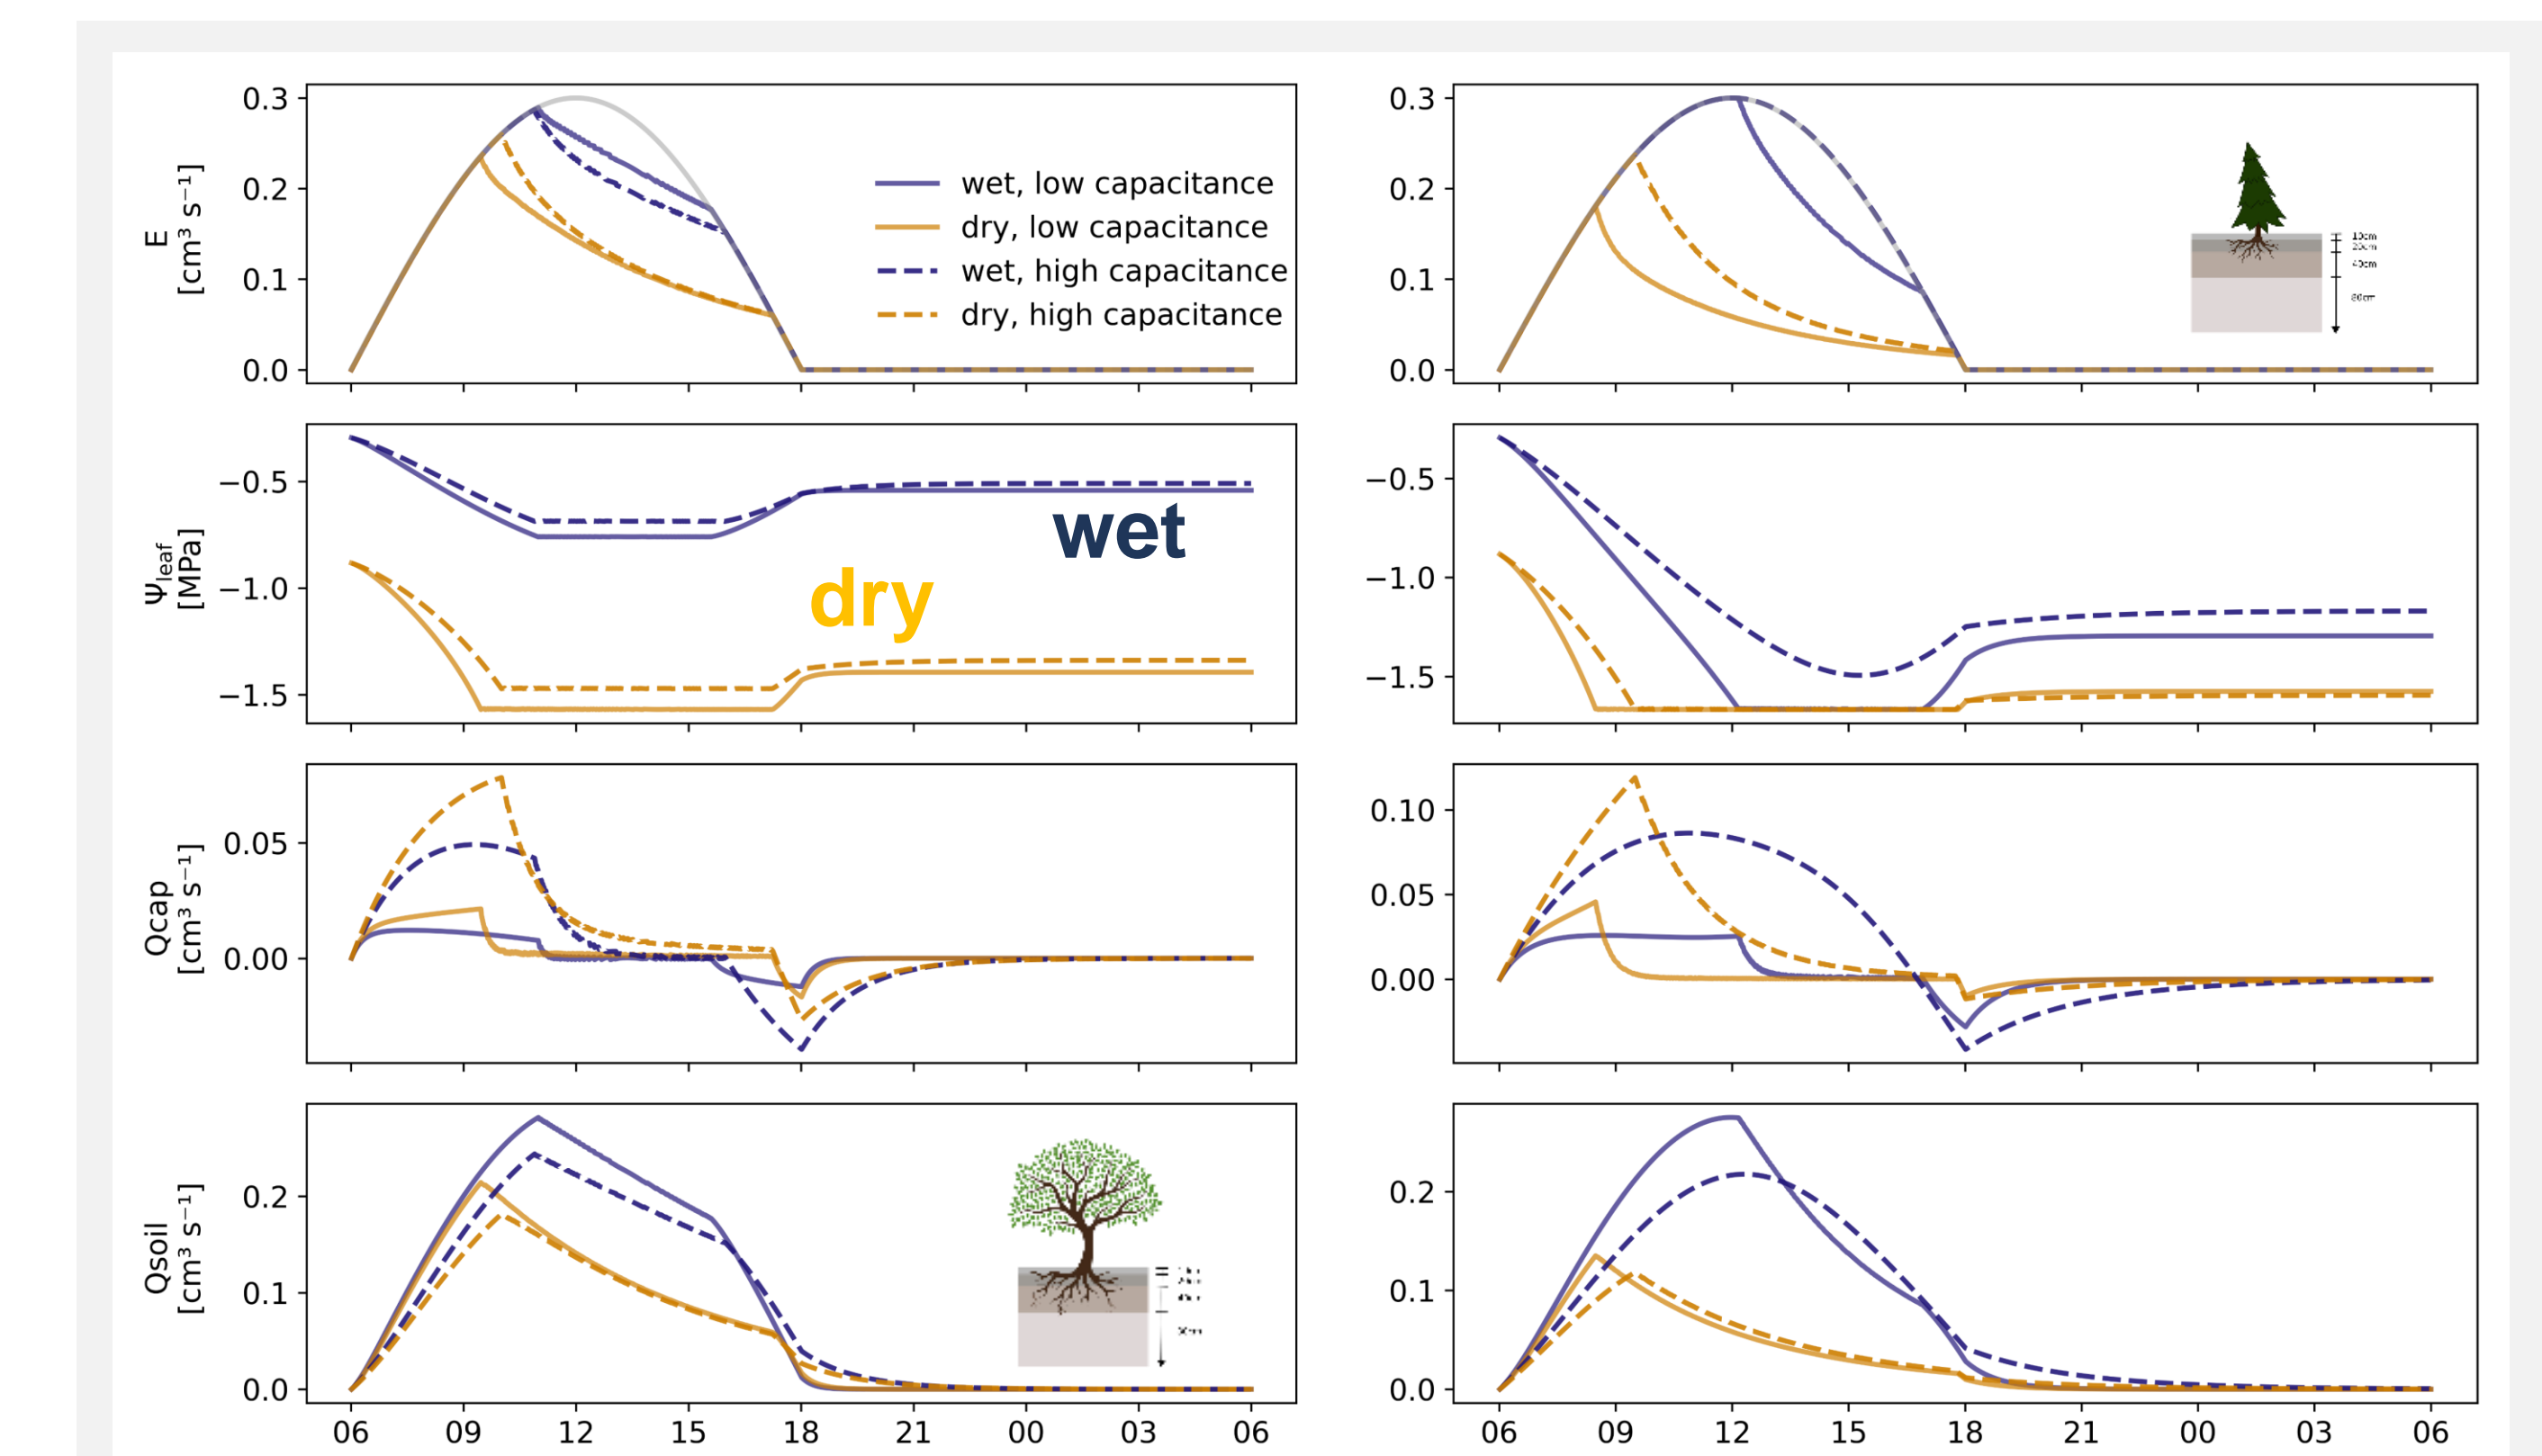 0.3
0.2
0.1
0.0
E
[cm³ s⁻¹]
wet, low capacitance
dry, low capacitance
wet, high capacitance
dry, high capacitance
0.3
0.2
0.1
0.0
10cm
20cm
40cm
−0.5
−1.0
−1.5
Ψleaf
[MPa]
wet
dry
−0.5
−1.0
−1.5
0.05
0.00
Qcap
[cm³ s⁻¹]
0.10
0.05
0.00
0.2
0.1
0.0
Qsoil
[cm³ s⁻¹]
06 09 12 15 18 21 00 03 06
0.2
0.1
0.0
06 09 12 15 18 21 00 03 06